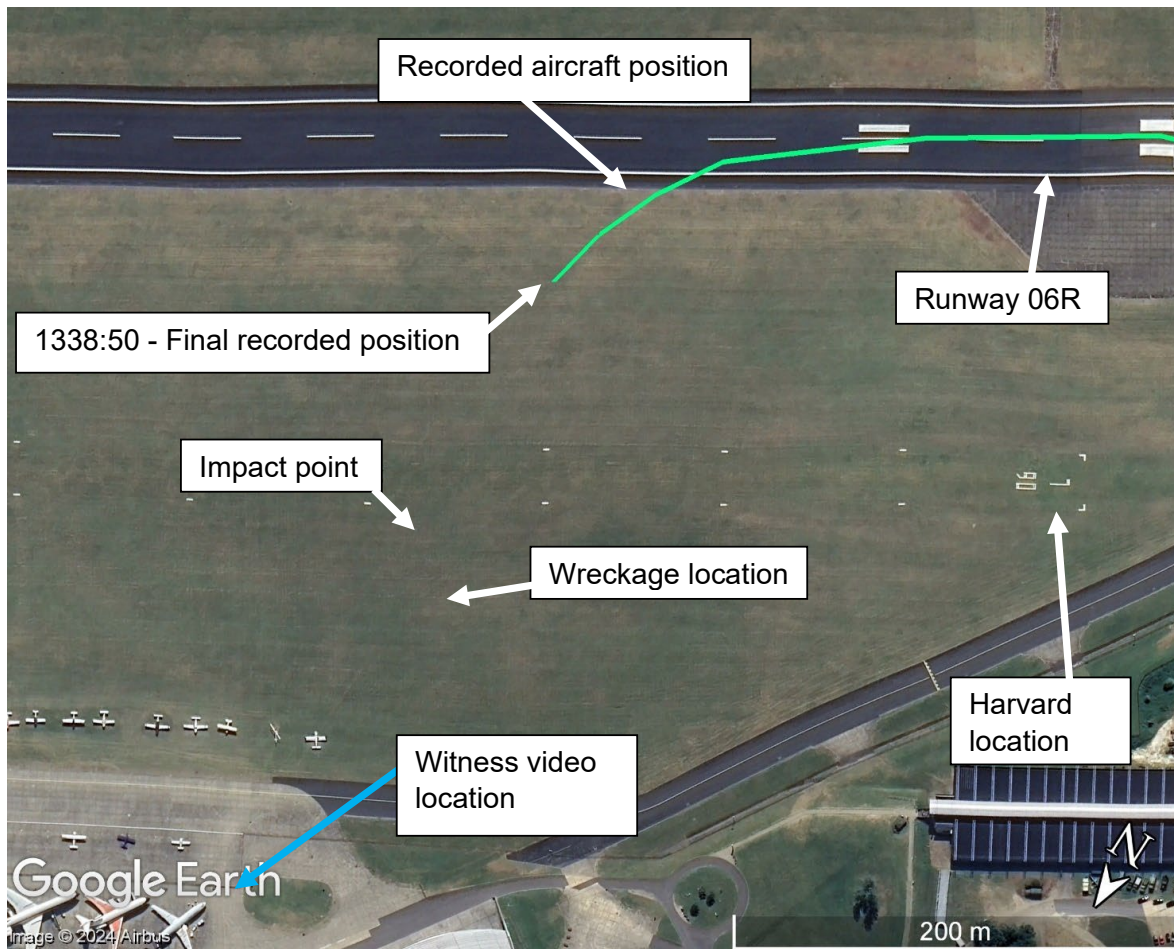 Recorded aircraft position
Runway 06R
1338:50 - Final recorded position
Impact point
06
L
Wreckage location
Harvard
location
Witness video
location
N
Google Earth
Image © 2024 Airbus
200 m